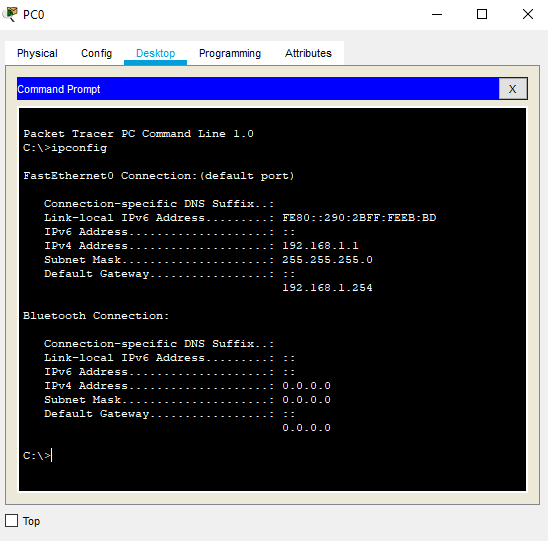 PC0
Physical Config Desktop Programming Attributes
Command Prompt X
Packet Tracer PC Command Line 1.0
C:\>ipconfig
FastEthernet0 Connection:(default port)
Connection-specific DNS Suffix..:
Link-local IPv6 Address.........: FE80::290:2BFF:FEEB:BD
IPv6 Address....................: ::
IPv4 Address....................: 192.168.1.1
Subnet Mask.....................: 255.255.255.0
Default Gateway.................: ::
192.168.1.254
Bluetooth Connection:
Connection-specific DNS Suffix..:
Link-local IPv6 Address.........: ::
IPv6 Address....................: ::
IPv4 Address....................: 0.0.0.0
Subnet Mask.....................: 0.0.0.0
Default Gateway.................: ::
0.0.0.0
C:\>
Top